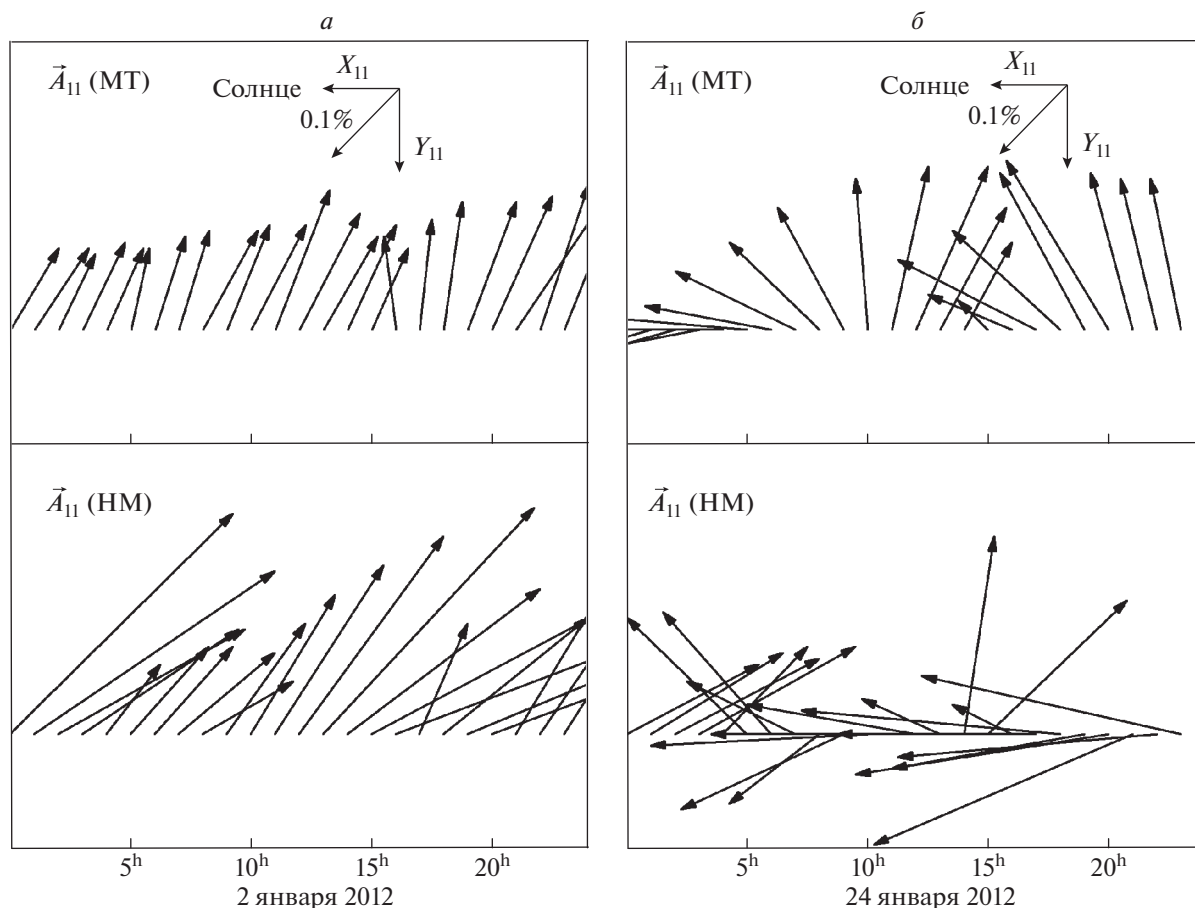 а
б
A⃗₁₁ (МТ)
X₁₁
Солнце
0.1%
Y₁₁
A⃗₁₁ (МТ)
X₁₁
Солнце
0.1%
Y₁₁
A⃗₁₁ (НМ)
A⃗₁₁ (НМ)
5ʰ 10ʰ 15ʰ 20ʰ
2 января 2012
5ʰ 10ʰ 15ʰ 20ʰ
24 января 2012